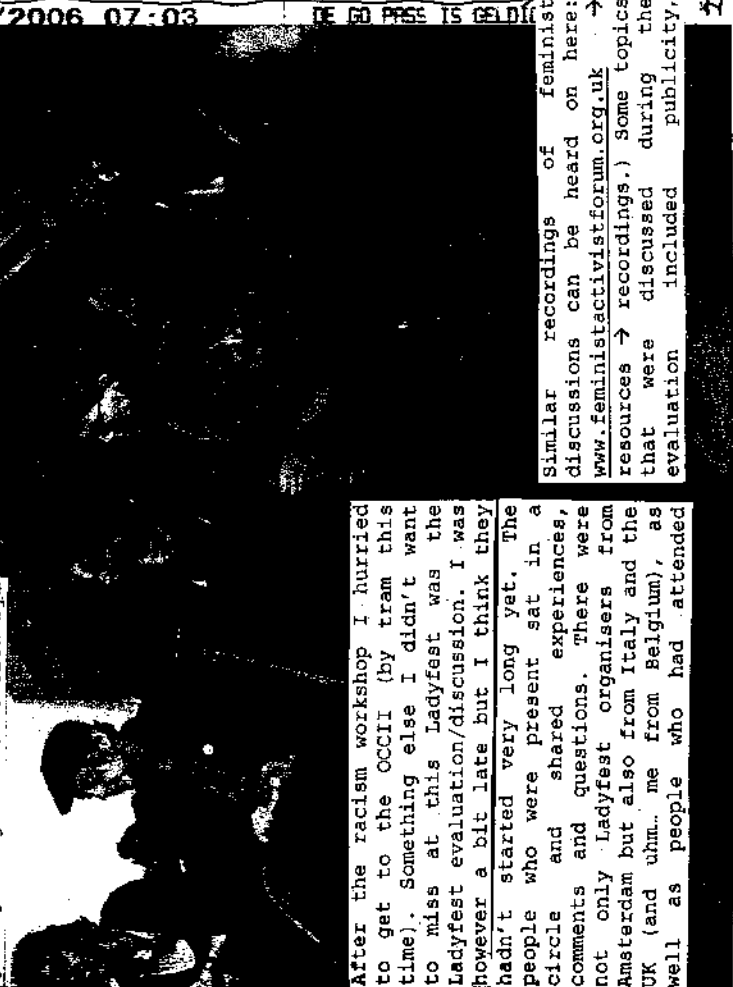 /2006 07:03
DE GO PASS IS GELDIG
After the racism workshop I hurried
to get to the OCCII (by tram this
time). Something else I didn't want
to miss at this Ladyfest was the
Ladyfest evaluation/discussion. I was
however a bit late but I think they
hadn't started very long yet. The
people who were present sat in a
circle and shared experiences,
comments and questions. There were
not only Ladyfest organisers from
Amsterdam but also from Italy and the
UK (and uhm… me from Belgium), as
well as people who had attended
Similar recordings of feminist
discussions can be heard on here:
www.feministactivistforum.org.uk →
resources → recordings.) Some topics
that were discussed during the
evaluation included publicity,